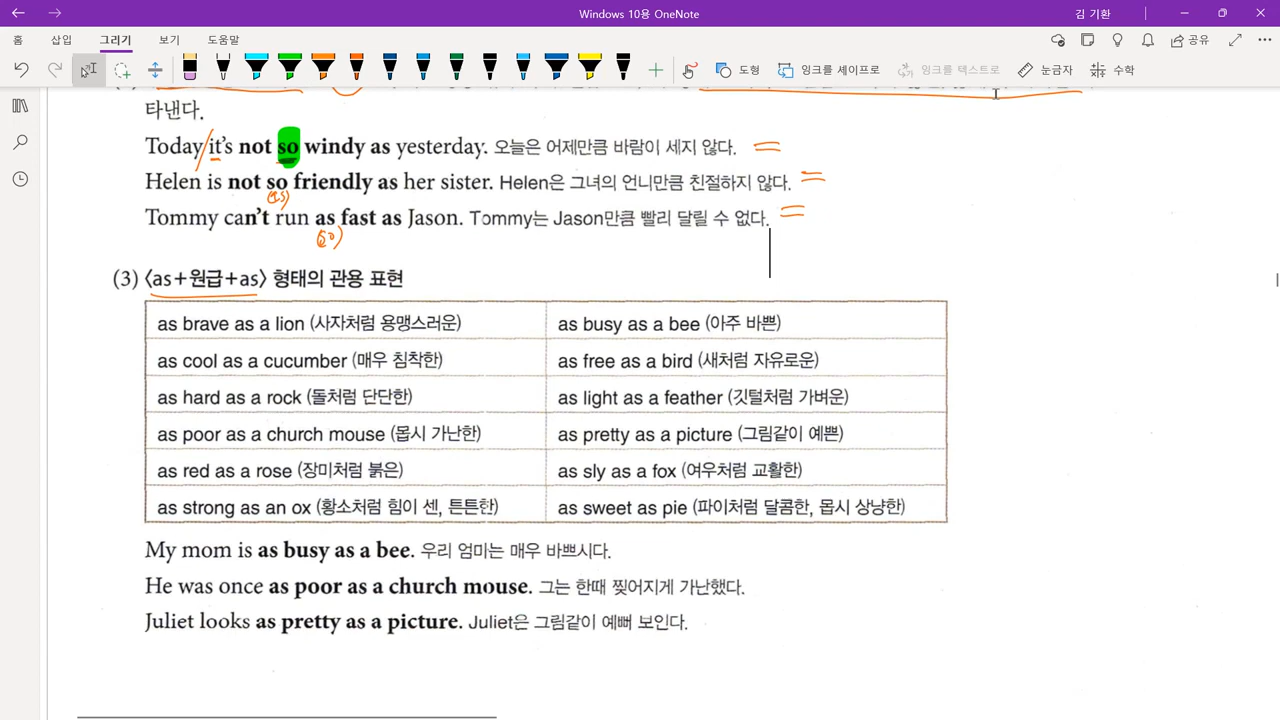 Windows 10용 OneNote
김 기환
홈 삽입 그리기 보기 도움말
도형 잉크를 셰이프로 잉크를 텍스트로 눈금자 수학 공유
타낸다.
Today it's not so windy as yesterday. 오늘은 어제만큼 바람이 세지 않다.
Helen is not so friendly as her sister. Helen은 그녀의 언니만큼 친절하지 않다.
(as)
Tommy can't run as fast as Jason. Tommy는 Jason만큼 빨리 달릴 수 없다.
(so)
(3) 〈as+원급+as〉 형태의 관용 표현
as brave as a lion (사자처럼 용맹스러운) as busy as a bee (아주 바쁜)
as cool as a cucumber (매우 침착한) as free as a bird (새처럼 자유로운)
as hard as a rock (돌처럼 단단한) as light as a feather (깃털처럼 가벼운)
as poor as a church mouse (몹시 가난한) as pretty as a picture (그림같이 예쁜)
as red as a rose (장미처럼 붉은) as sly as a fox (여우처럼 교활한)
as strong as an ox (황소처럼 힘이 센, 튼튼한) as sweet as pie (파이처럼 달콤한, 몹시 상냥한)
My mom is as busy as a bee. 우리 엄마는 매우 바쁘시다.
He was once as poor as a church mouse. 그는 한때 찢어지게 가난했다.
Juliet looks as pretty as a picture. Juliet은 그림같이 예뻐 보인다.